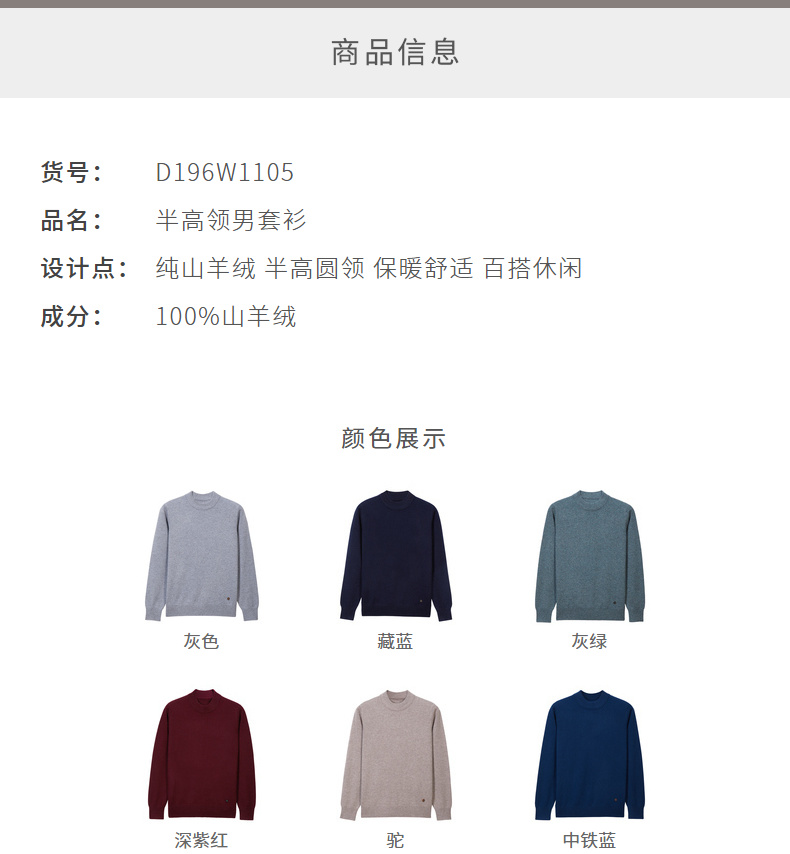 商品信息
货号： D196W1105
品名： 半高领男套衫
设计点： 纯山羊绒 半高圆领 保暖舒适 百搭休闲
成分： 100%山羊绒
颜色展示
灰色 藏蓝 灰绿
深紫红 驼 中铁蓝